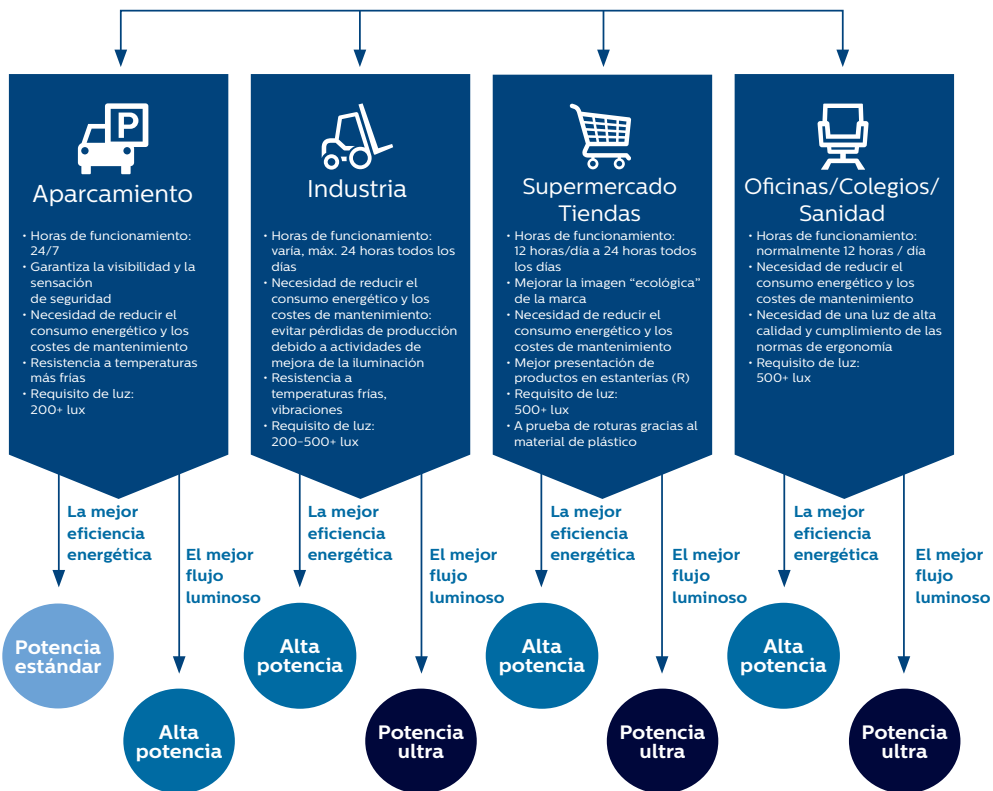 P
Aparcamiento
• Horas de funcionamiento:
24/7
• Garantiza la visibilidad y la
sensación
de seguridad
• Necesidad de reducir el
consumo energético y los
costes de mantenimiento
• Resistencia a temperaturas
más frías
• Requisito de luz:
200+ lux
La mejor
eficiencia
energética
El mejor
flujo
luminoso
Potencia
estándar
Alta
potencia
Industria
• Horas de funcionamiento:
varía, máx. 24 horas todos los
días
• Necesidad de reducir el
consumo energético y los
costes de mantenimiento:
evitar pérdidas de producción
debido a actividades de
mejora de la iluminación
• Resistencia a
temperaturas frías,
vibraciones
• Requisito de luz:
200-500+ lux
La mejor
eficiencia
energética
El mejor
flujo
luminoso
Alta
potencia
Potencia
ultra
Supermercado
Tiendas
• Horas de funcionamiento:
12 horas/día a 24 horas todos
los días
• Mejorar la imagen “ecológica”
de la marca
• Necesidad de reducir el
consumo energético y los
costes de mantenimiento
• Mejor presentación de
productos en estanterías (R)
• Requisito de luz:
500+ lux
• A prueba de roturas gracias al
material de plástico
La mejor
eficiencia
energética
El mejor
flujo
luminoso
Alta
potencia
Potencia
ultra
Oficinas/Colegios/
Sanidad
• Horas de funcionamiento:
normalmente 12 horas / día
• Necesidad de reducir el
consumo energético y los
costes de mantenimiento
• Necesidad de una luz de alta
calidad y cumplimiento de las
normas de ergonomía
• Requisito de luz:
500+ lux
La mejor
eficiencia
energética
El mejor
flujo
luminoso
Alta
potencia
Potencia
ultra